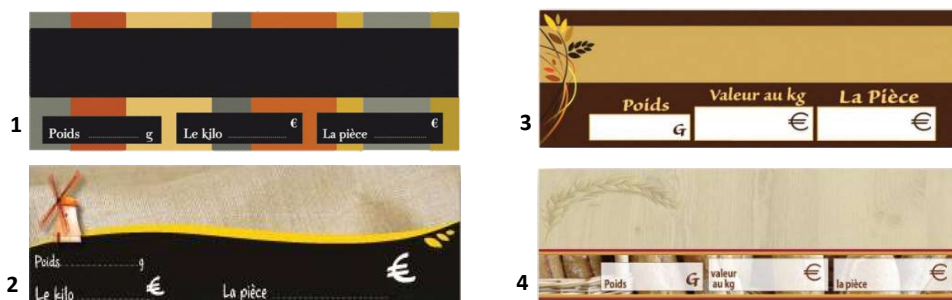 1
Poids .................... g
Le kilo .................... €
La pièce .................... €
2
Poids .................... g
Le kilo .................... €
La pièce .................... €
3
Poids G
Valeur au kg €
La Pièce €
4
Poids G
valeur
au kg €
la pièce €